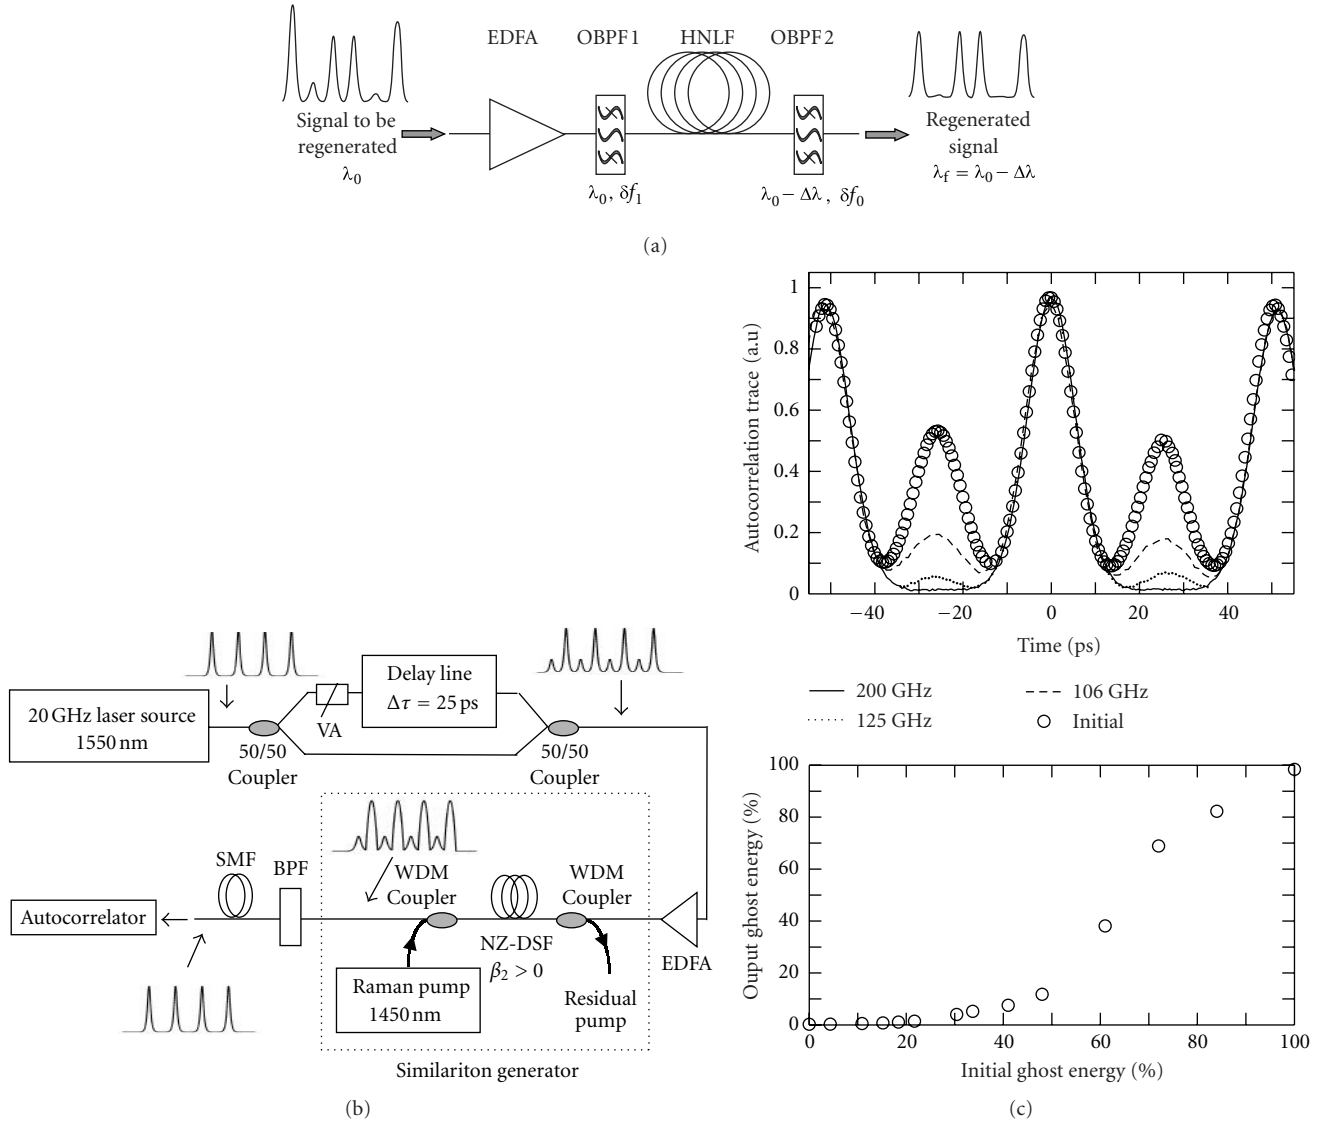 EDFA OBPF1 HNLF OBPF2
Signal to be
regenerated
λ0
λ0, δf1
λ0 − Δλ, δf0
Regenerated
signal
λf = λ0 − Δλ
(a)
20 GHz laser source
1550 nm
50/50
Coupler
VA
Delay line
Δτ = 25 ps
50/50
Coupler
SMF
BPF
Autocorrelator
WDM
Coupler
NZ-DSF
β2 > 0
WDM
Coupler
EDFA
Raman pump
1450 nm
Residual
pump
Similariton generator
(b)
Autocorrelation trace (a.u)
1
0.8
0.6
0.4
0.2
0
−40 −20 0 20 40
Time (ps)
200 GHz
125 GHz
106 GHz
Initial
Ouput ghost energy (%)
100
80
60
40
20
0
0 20 40 60 80 100
Initial ghost energy (%)
(c)